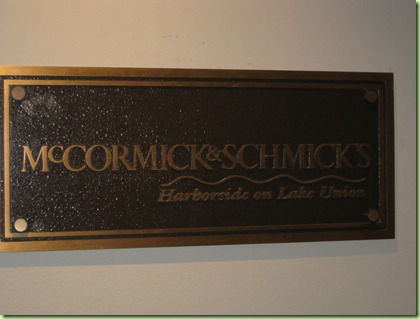 McCORMICK&SCHMICK'S
Harborside on Lake Union